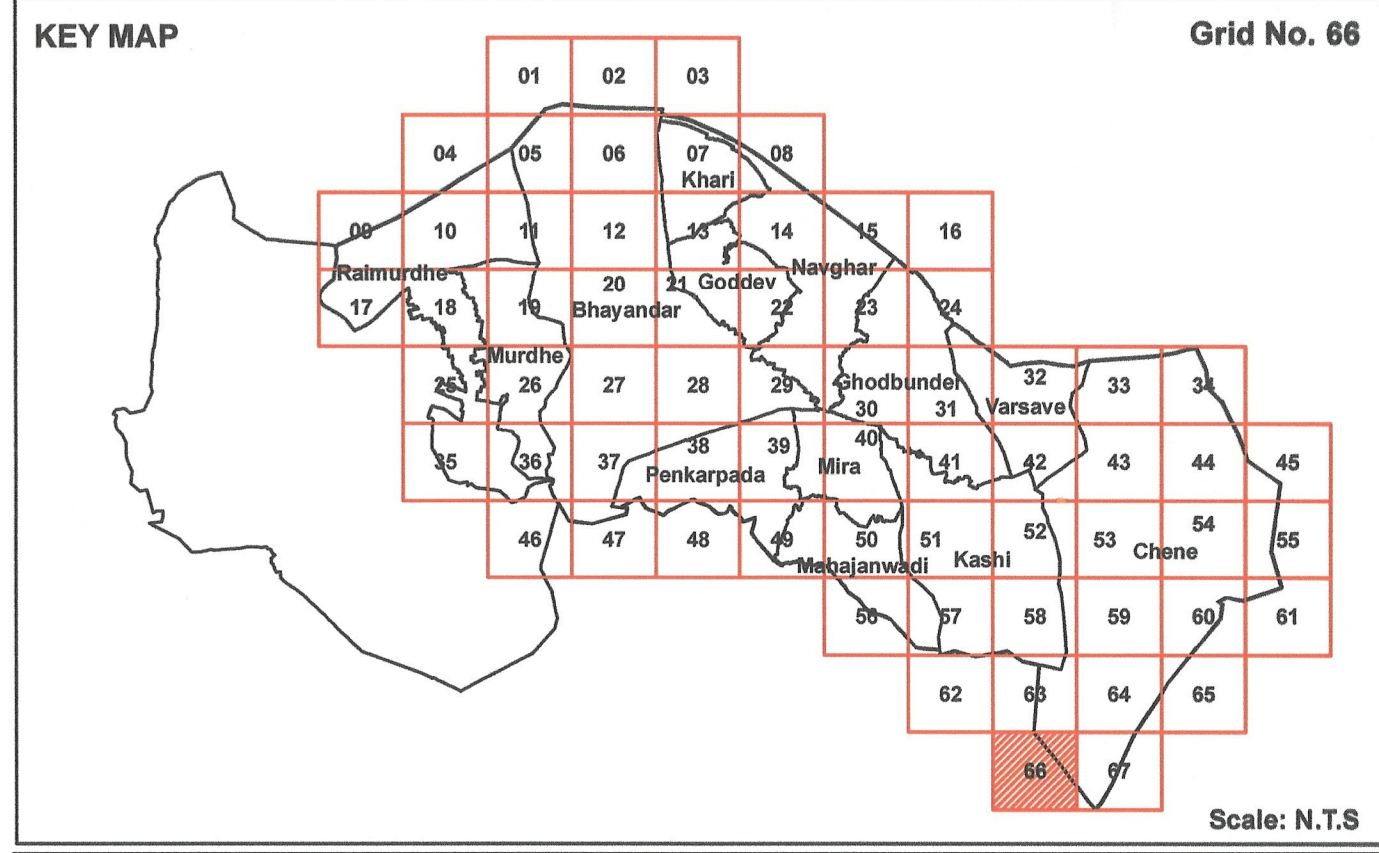 KEY MAP
Grid No. 66
01 02 03
04 05 06 07 08
Khari
09 10 11 12 13 14 15 16
Raimurdhe Goddev Navghar
17 18 19 20 21 22 23 24
Bhayandar
Murdhe Ghodbunder Varsave
25 26 27 28 29 30 31 32 33 34
35 36 37 38 39 40 41 42 43 44 45
Penkarpada Mira
46 47 48 49 50 51 52 53 54 55
Mahajanwadi Kashi Chene
56 57 58 59 60 61
62 63 64 65
66 67
Scale: N.T.S